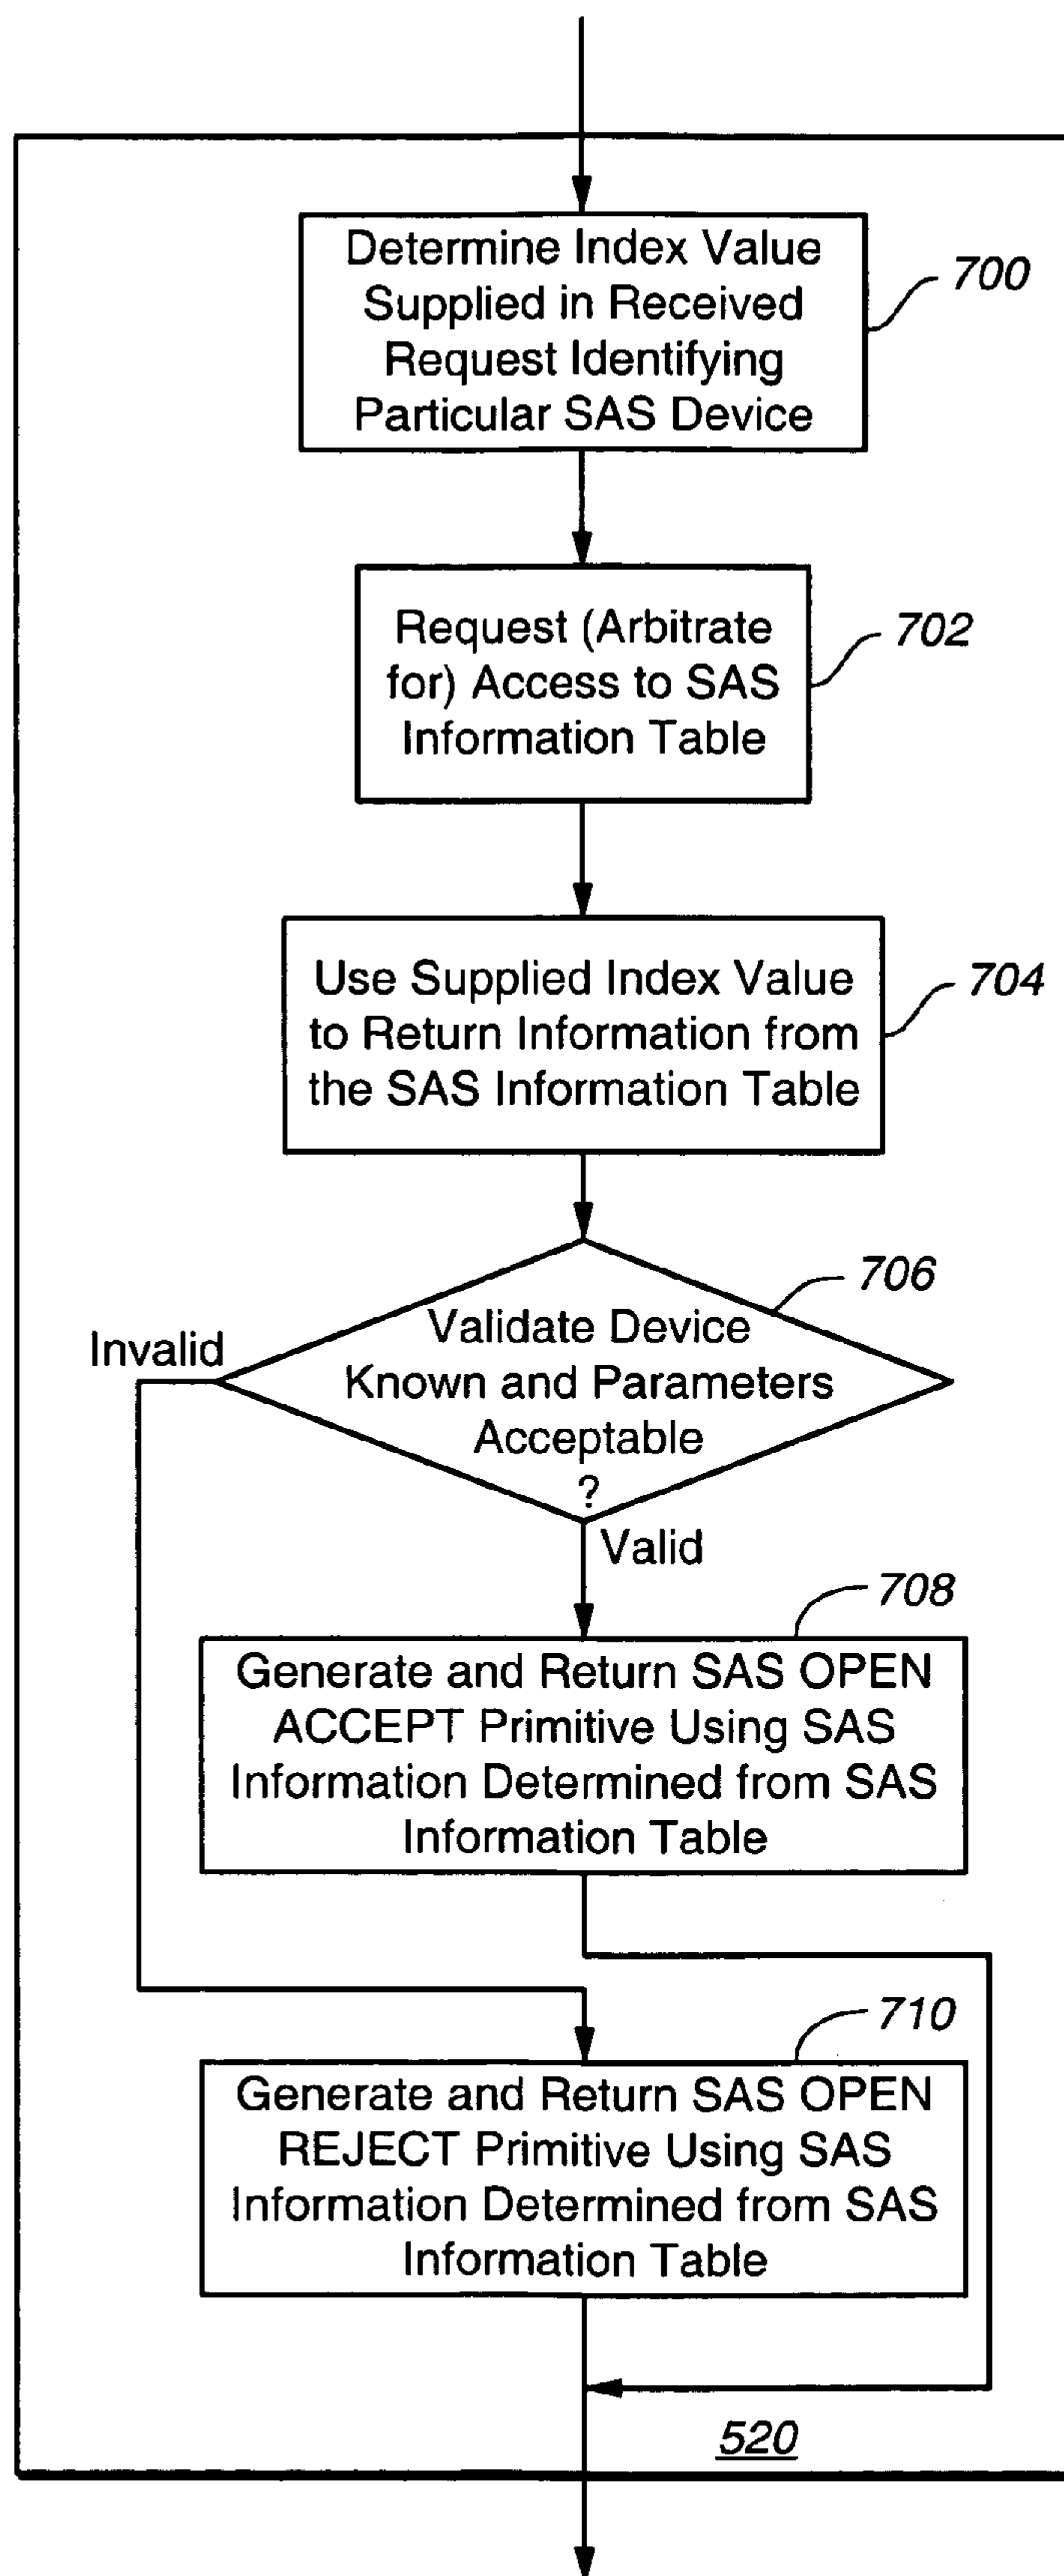 Determine Index Value
Supplied in Received
Request Identifying
Particular SAS Device
700
Request (Arbitrate
for) Access to SAS
Information Table
702
Use Supplied Index Value
to Return Information from
the SAS Information Table
704
706
Validate Device
Known and Parameters
Acceptable
?
Invalid
Valid
708
Generate and Return SAS OPEN
ACCEPT Primitive Using SAS
Information Determined from SAS
Information Table
710
Generate and Return SAS OPEN
REJECT Primitive Using SAS
Information Determined from SAS
Information Table
520